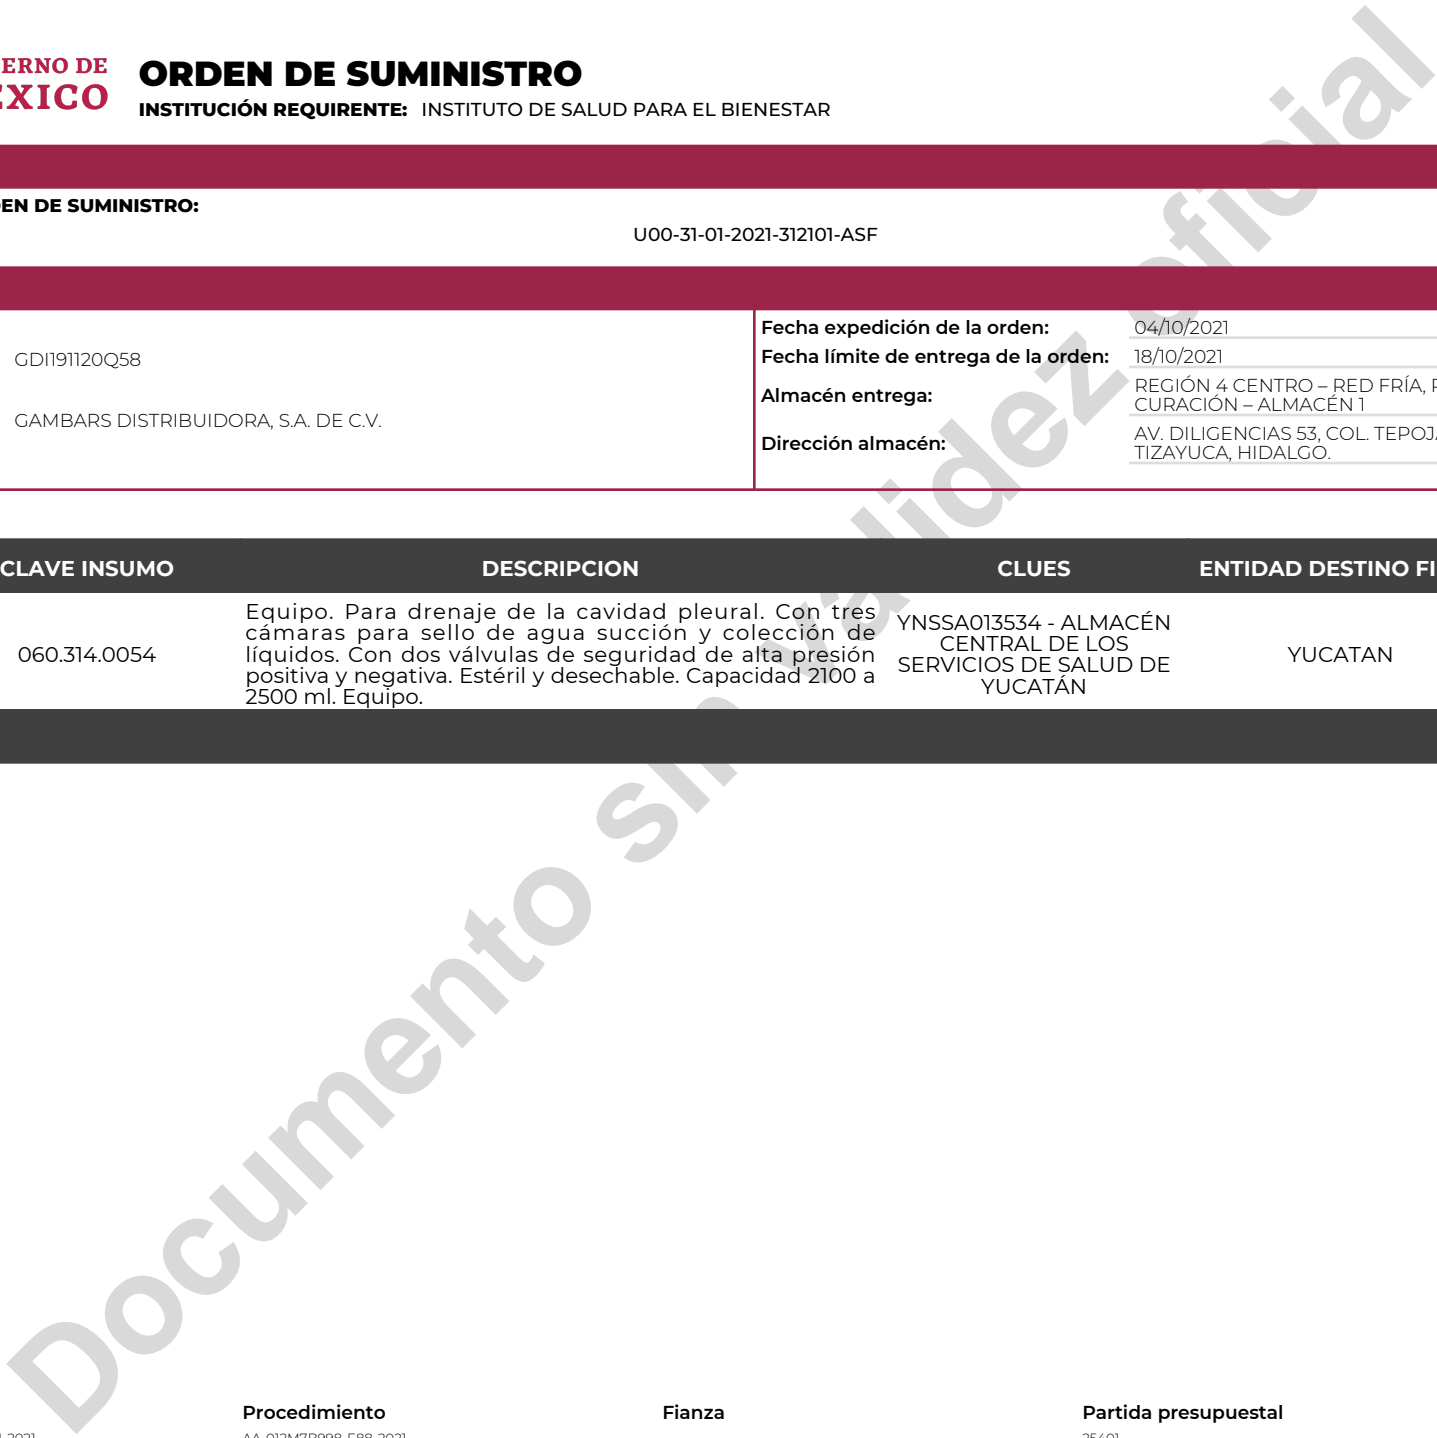 ERNO DE
EXICO
ORDEN DE SUMINISTRO
INSTITUCIÓN REQUIRENTE: INSTITUTO DE SALUD PARA EL BIENESTAR
EN DE SUMINISTRO:
U00-31-01-2021-312101-ASF
GDI191120Q58
GAMBARS DISTRIBUIDORA, S.A. DE C.V.
Fecha expedición de la orden: 04/10/2021
Fecha límite de entrega de la orden: 18/10/2021
Almacén entrega: REGIÓN 4 CENTRO – RED FRÍA,
CURACIÓN – ALMACÉN 1
Dirección almacén: AV. DILIGENCIAS 53, COL. TEPOJ
TIZAYUCA, HIDALGO.
CLAVE INSUMO DESCRIPCION CLUES ENTIDAD DESTINO FI
060.314.0054
Equipo. Para drenaje de la cavidad pleural. Con tres
cámaras para sello de agua succión y colección de
líquidos. Con dos válvulas de seguridad de alta presión
positiva y negativa. Estéril y desechable. Capacidad 2100 a
2500 ml. Equipo.
YNSSA013534 - ALMACÉN
CENTRAL DE LOS
SERVICIOS DE SALUD DE
YUCATÁN
YUCATAN
Documento sin validez oficial
Procedimiento Fianza Partida presupuestal